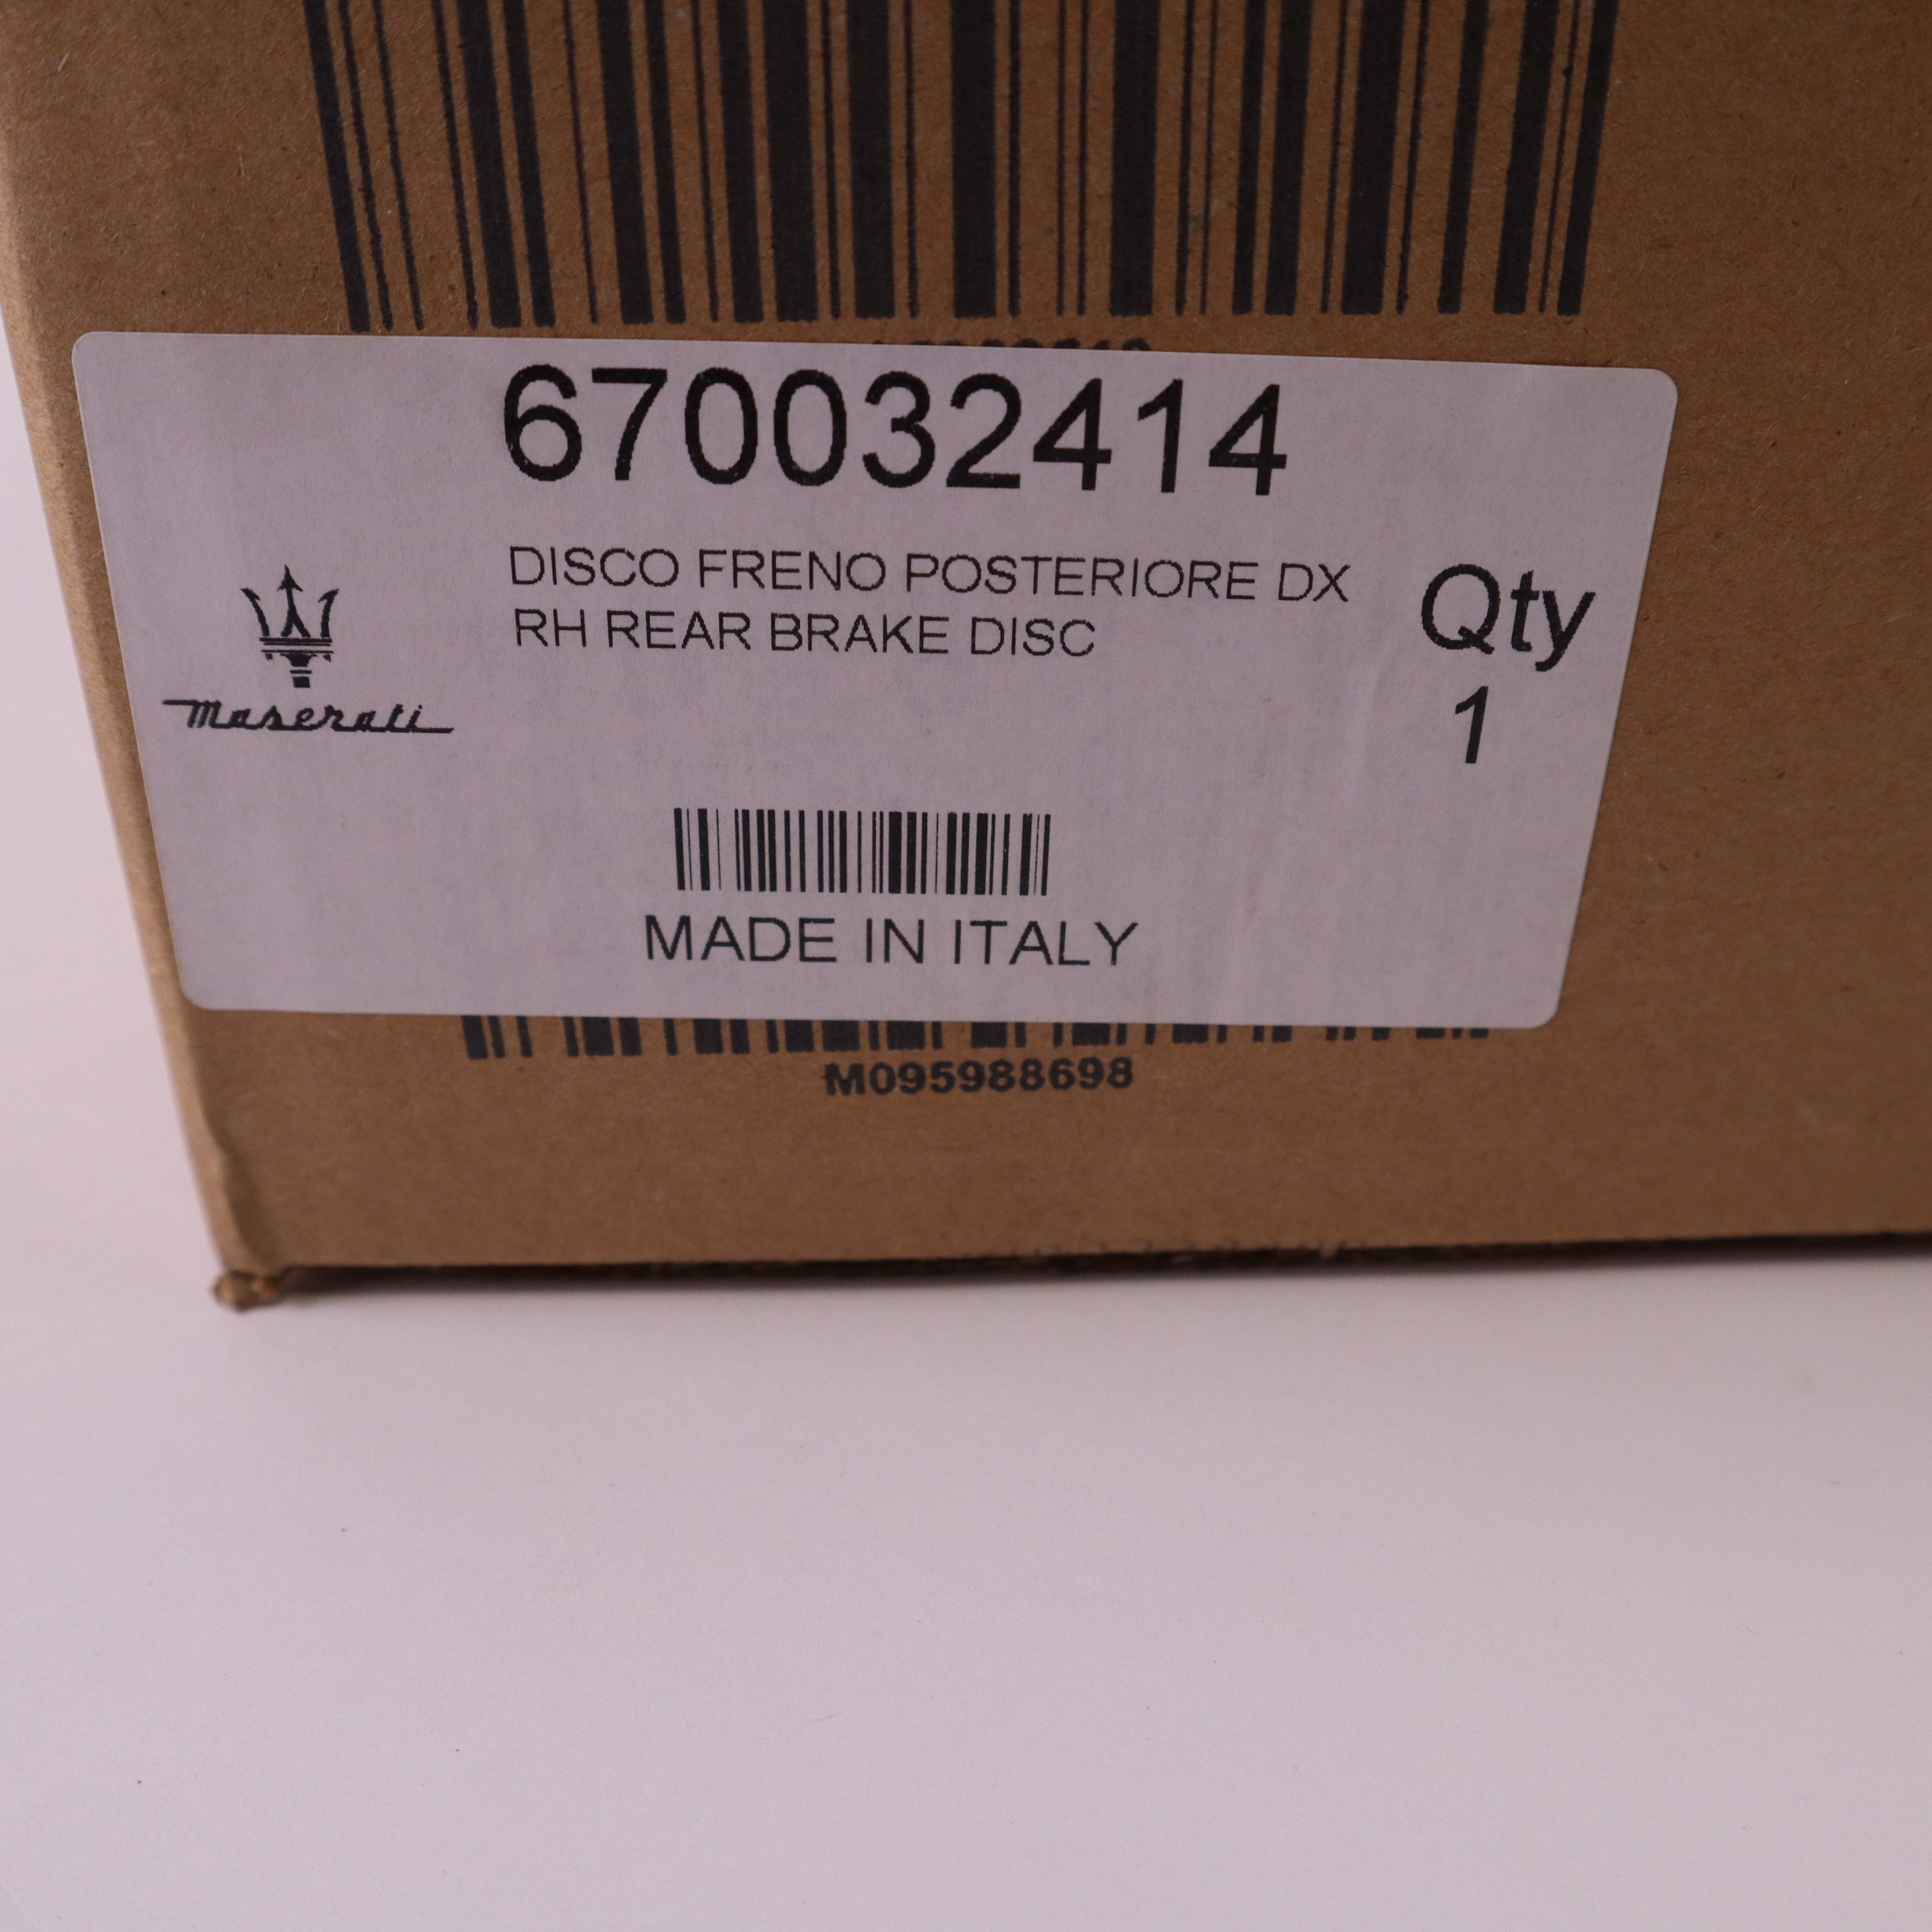 670032414
DISCO FRENO POSTERIORE DX
RH REAR BRAKE DISC
Qty
1
Maserati
MADE IN ITALY
M095988698